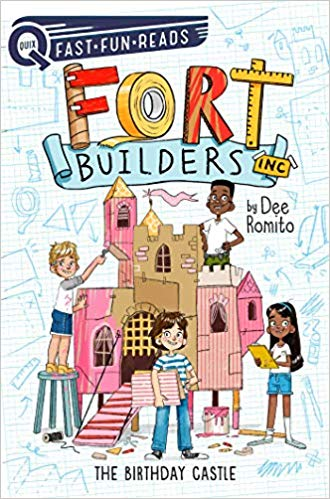 QUIX
FAST•FUN•READS
FORT
BUILDERS
INC
by Dee
Romito
THE BIRTHDAY CASTLE